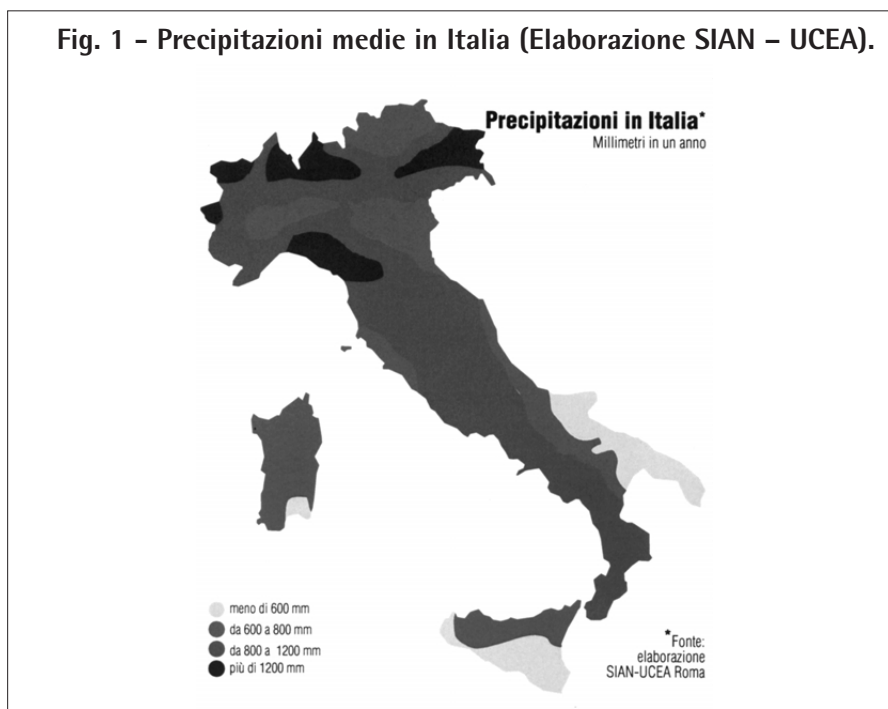 Fig. 1 – Precipitazioni medie in Italia (Elaborazione SIAN – UCEA).
Precipitazioni in Italia*
Millimetri in un anno
meno di 600 mm
da 600 a 800 mm
da 800 a 1200 mm
più di 1200 mm
*Fonte:
elaborazione
SIAN-UCEA Roma